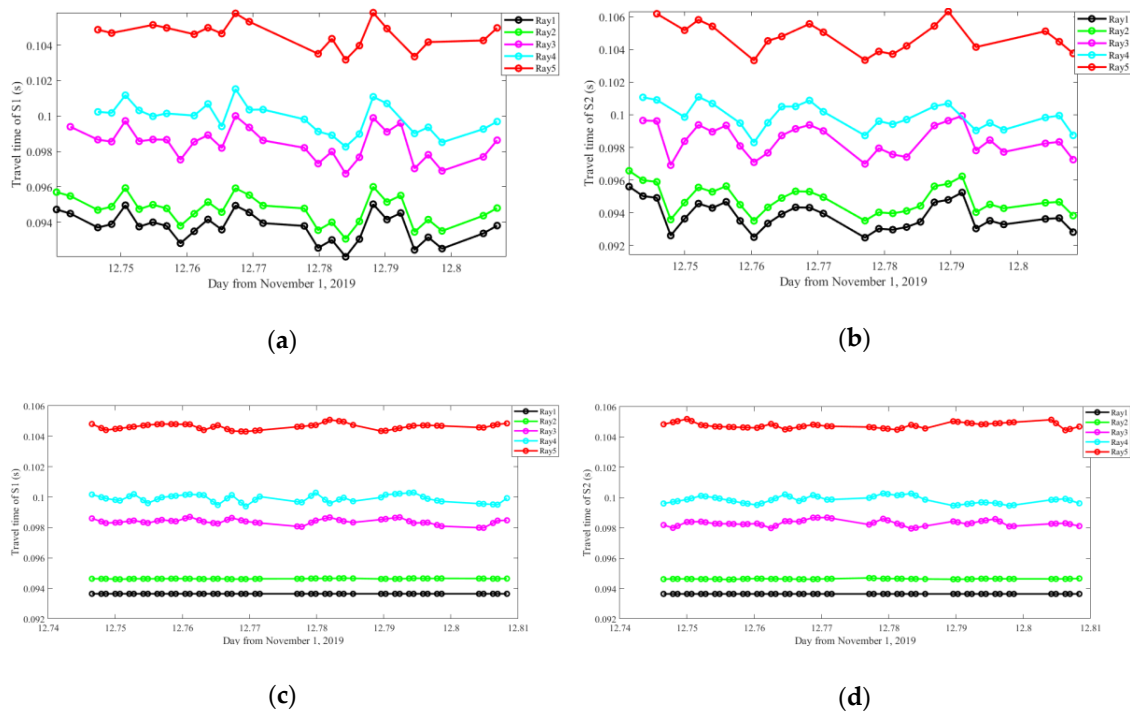 0.104
0.102
0.1
0.098
0.096
0.094
Travel time of S1 (s)
12.75 12.76 12.77 12.78 12.79 12.8
Day from November 1, 2019
Ray1
Ray2
Ray3
Ray4
Ray5
(a)
0.106
0.104
0.102
0.1
0.098
0.096
0.094
0.092
Travel time of S2 (s)
12.75 12.76 12.77 12.78 12.79 12.8
Day from November 1, 2019
Ray1
Ray2
Ray3
Ray4
Ray5
(b)
0.106
0.104
0.102
0.1
0.098
0.096
0.094
0.092
Travel time of S1 (s)
12.74 12.75 12.76 12.77 12.78 12.79 12.8 12.81
Day from November 1, 2019
Ray1
Ray2
Ray3
Ray4
Ray5
(c)
0.106
0.104
0.102
0.1
0.098
0.096
0.094
0.092
Travel time of S2 (s)
12.74 12.75 12.76 12.77 12.78 12.79 12.8 12.81
Day from November 1, 2019
Ray1
Ray2
Ray3
Ray4
Ray5
(d)